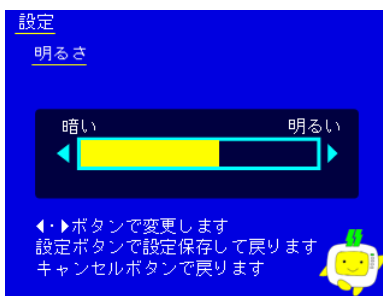 設定
明るさ
暗い 明るい
◀・▶ボタンで変更します
設定ボタンで設定保存して戻ります
キャンセルボタンで戻ります